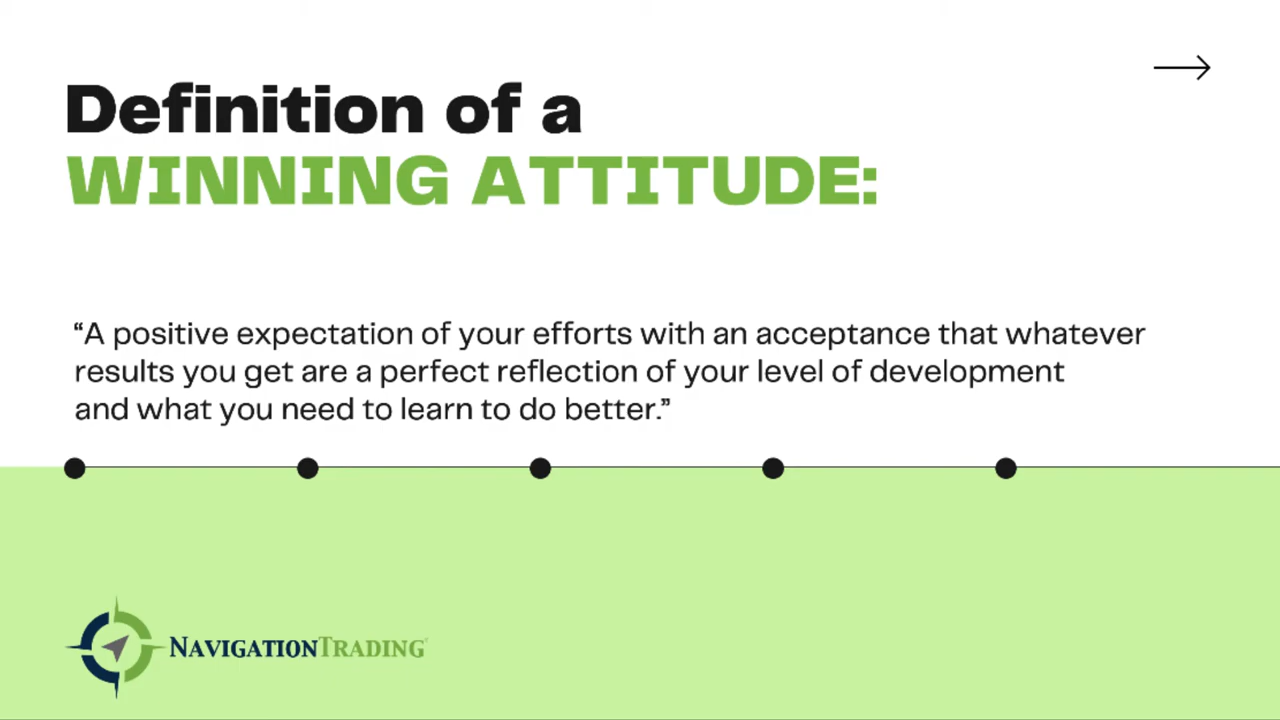 Definition of a
WINNING ATTITUDE:
“A positive expectation of your efforts with an acceptance that whatever
results you get are a perfect reflection of your level of development
and what you need to learn to do better.”
NAVIGATIONTRADING